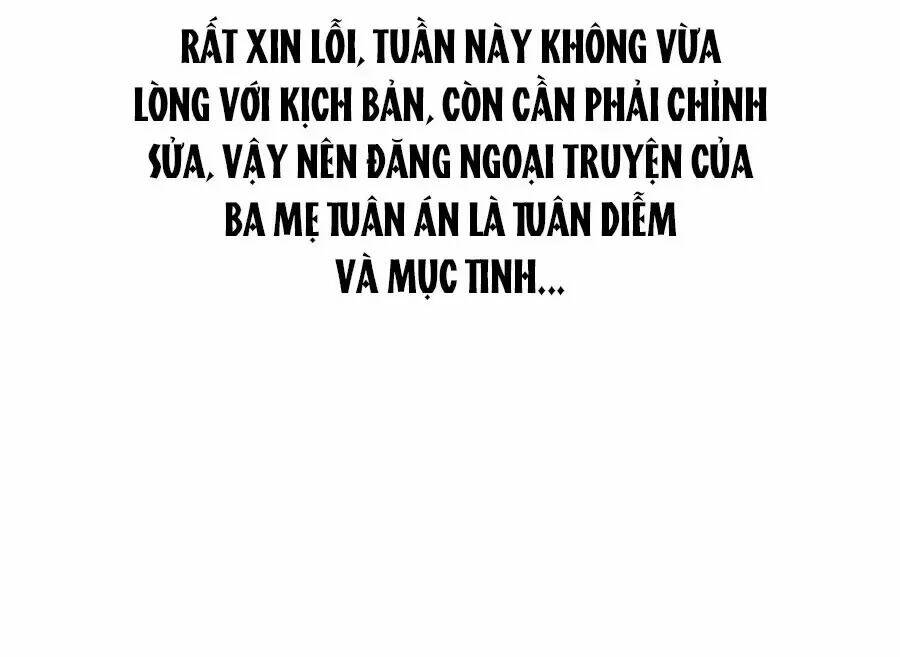 RẤT XIN LỖI, TUẦN NÀY KHÔNG VỪA
LÒNG VỚI KỊCH BẢN, CÒN CẦN PHẢI CHỈNH
SỬA, VẬY NÊN ĐĂNG NGOẠI TRUYỆN CỦA
BA MẸ TUÂN ÁN LÀ TUÂN DIỄM
VÀ MỤC TINH...